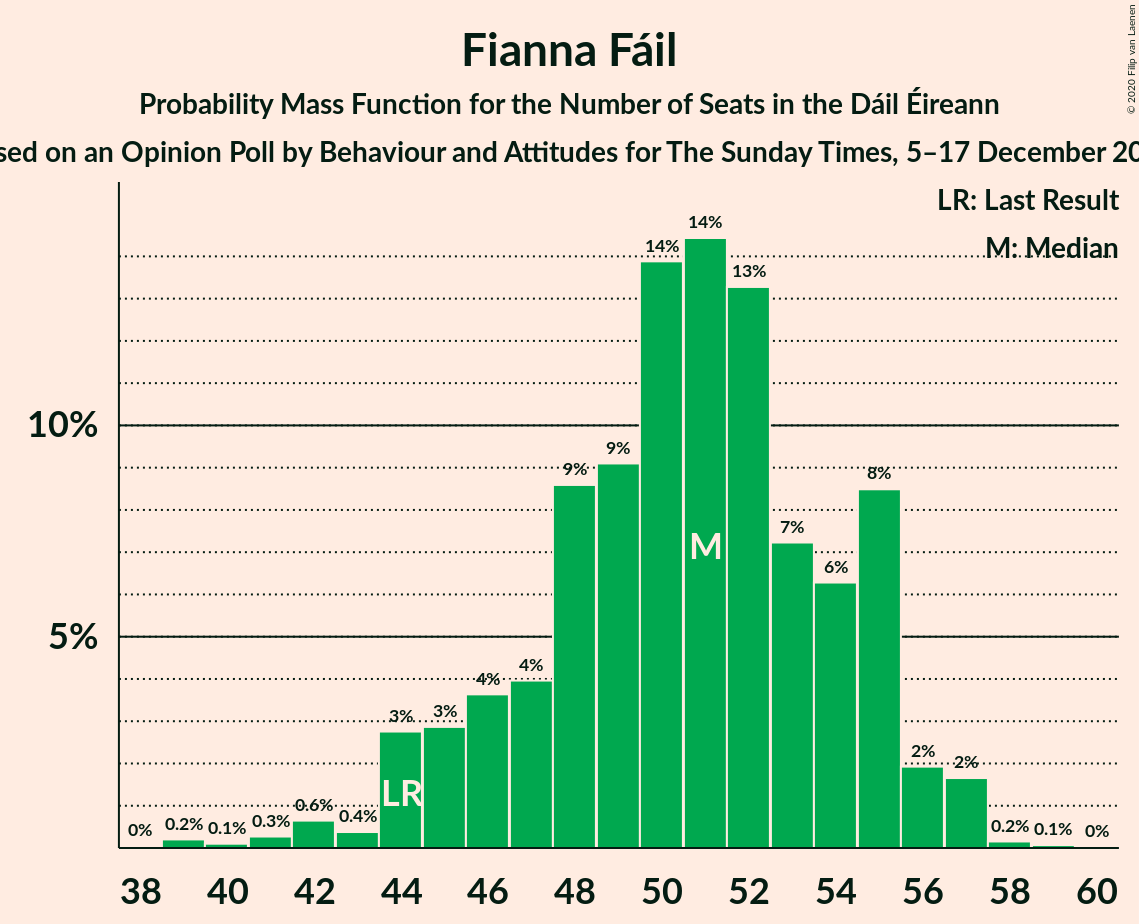 Fianna Fáil
Probability Mass Function for the Number of Seats in the Dáil Éireann
sed on an Opinion Poll by Behaviour and Attitudes for The Sunday Times, 5–17 December 20
© 2020 Filip van Laenen
LR: Last Result
M: Median
10%
5%
0%
0.2%
0.1%
0.3%
0.6%
0.4%
3%
3%
4%
4%
9%
9%
14%
14%
13%
7%
6%
8%
2%
2%
0.2%
0.1%
0%
LR
M
38 40 42 44 46 48 50 52 54 56 58 60